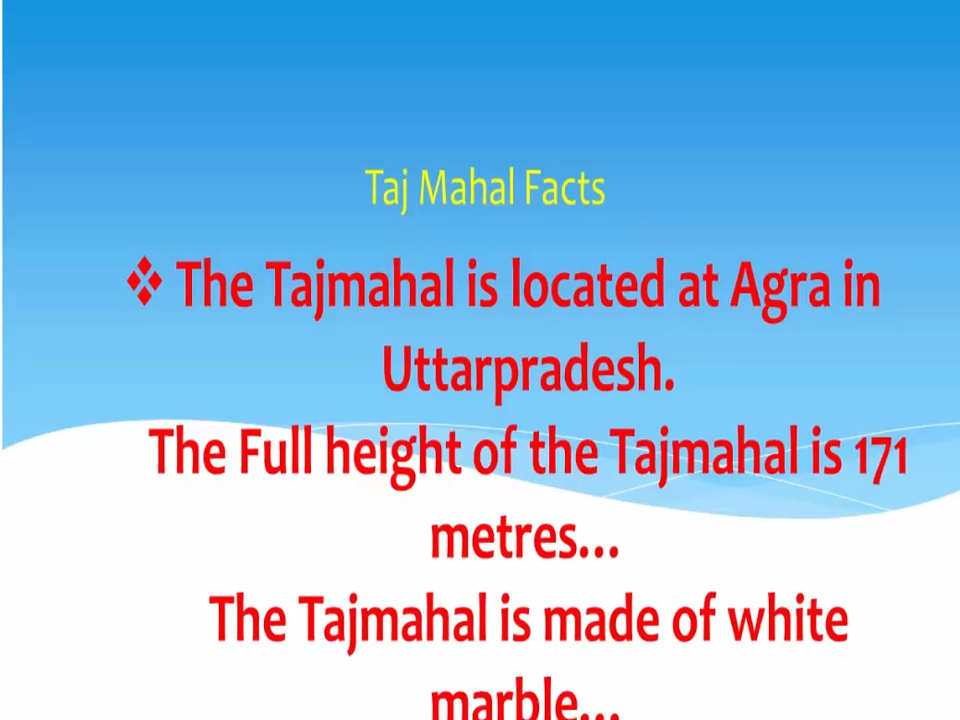 Taj Mahal Facts
❖ The Tajmahal is located at Agra in
Uttarpradesh.
The Full height of the Tajmahal is 171
metres...
The Tajmahal is made of white
marble...